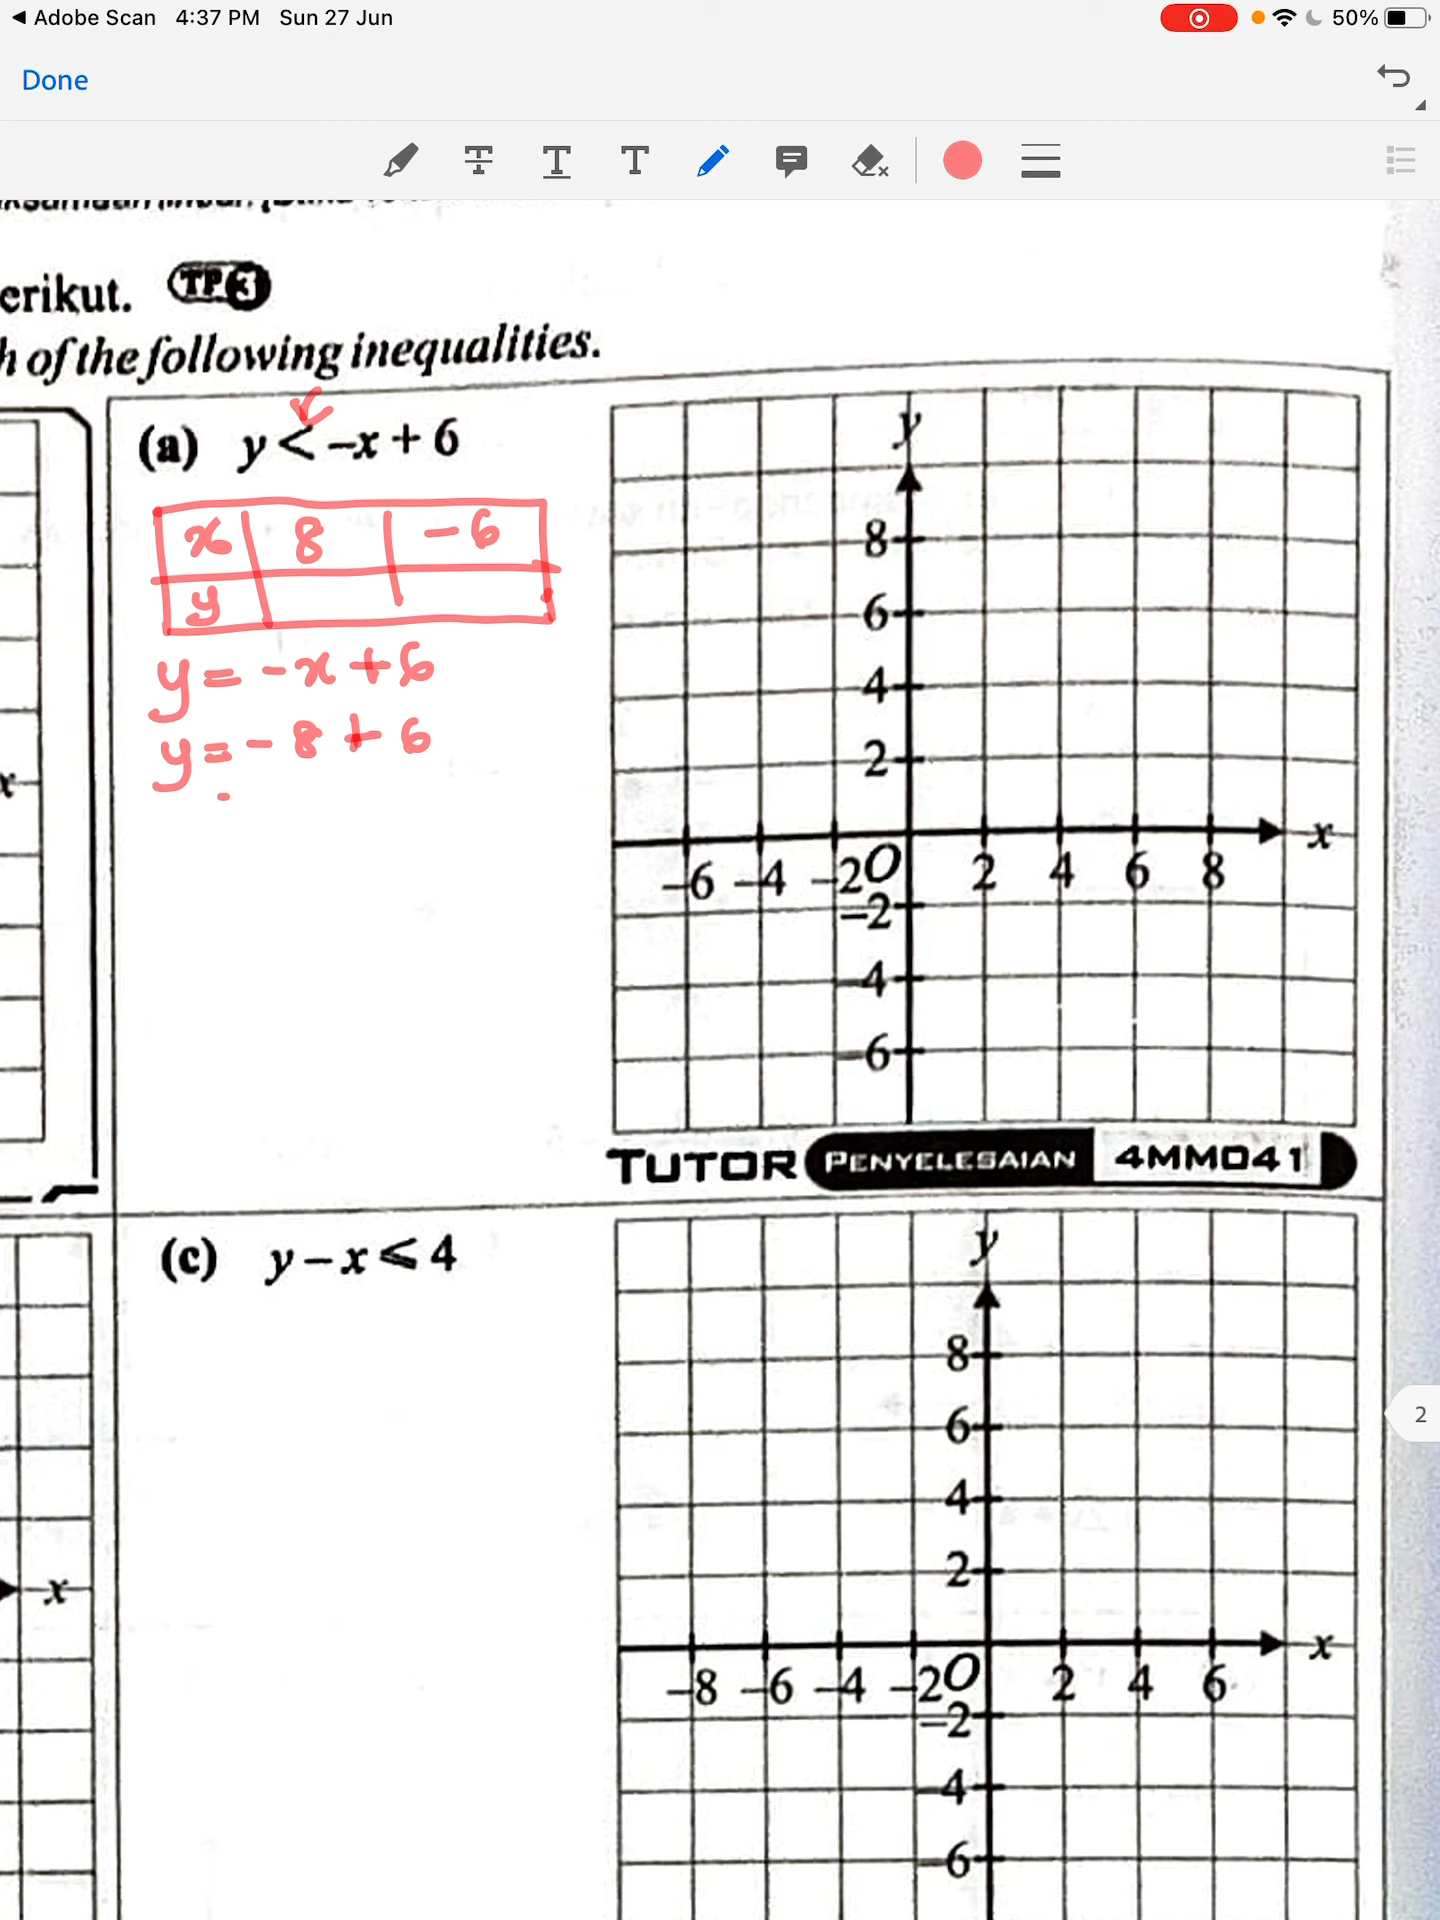 Adobe Scan 4:37 PM Sun 27 Jun 50%
Done
erikut. TP 3
h of the following inequalities.
(a) y < -x + 6
x 8 -6
y
y = -x + 6
y = - 8 + 6
y
8
6
4
2
x
-6 -4 -2 O 2 4 6 8
-2
-4
-6
TUTOR PENYELESAIAN 4MM041
(c) y - x ⩽ 4
y
8
6
4
2
x
-8 -6 -4 -2 O 2 4 6
-2
-4
-6
x
x
2